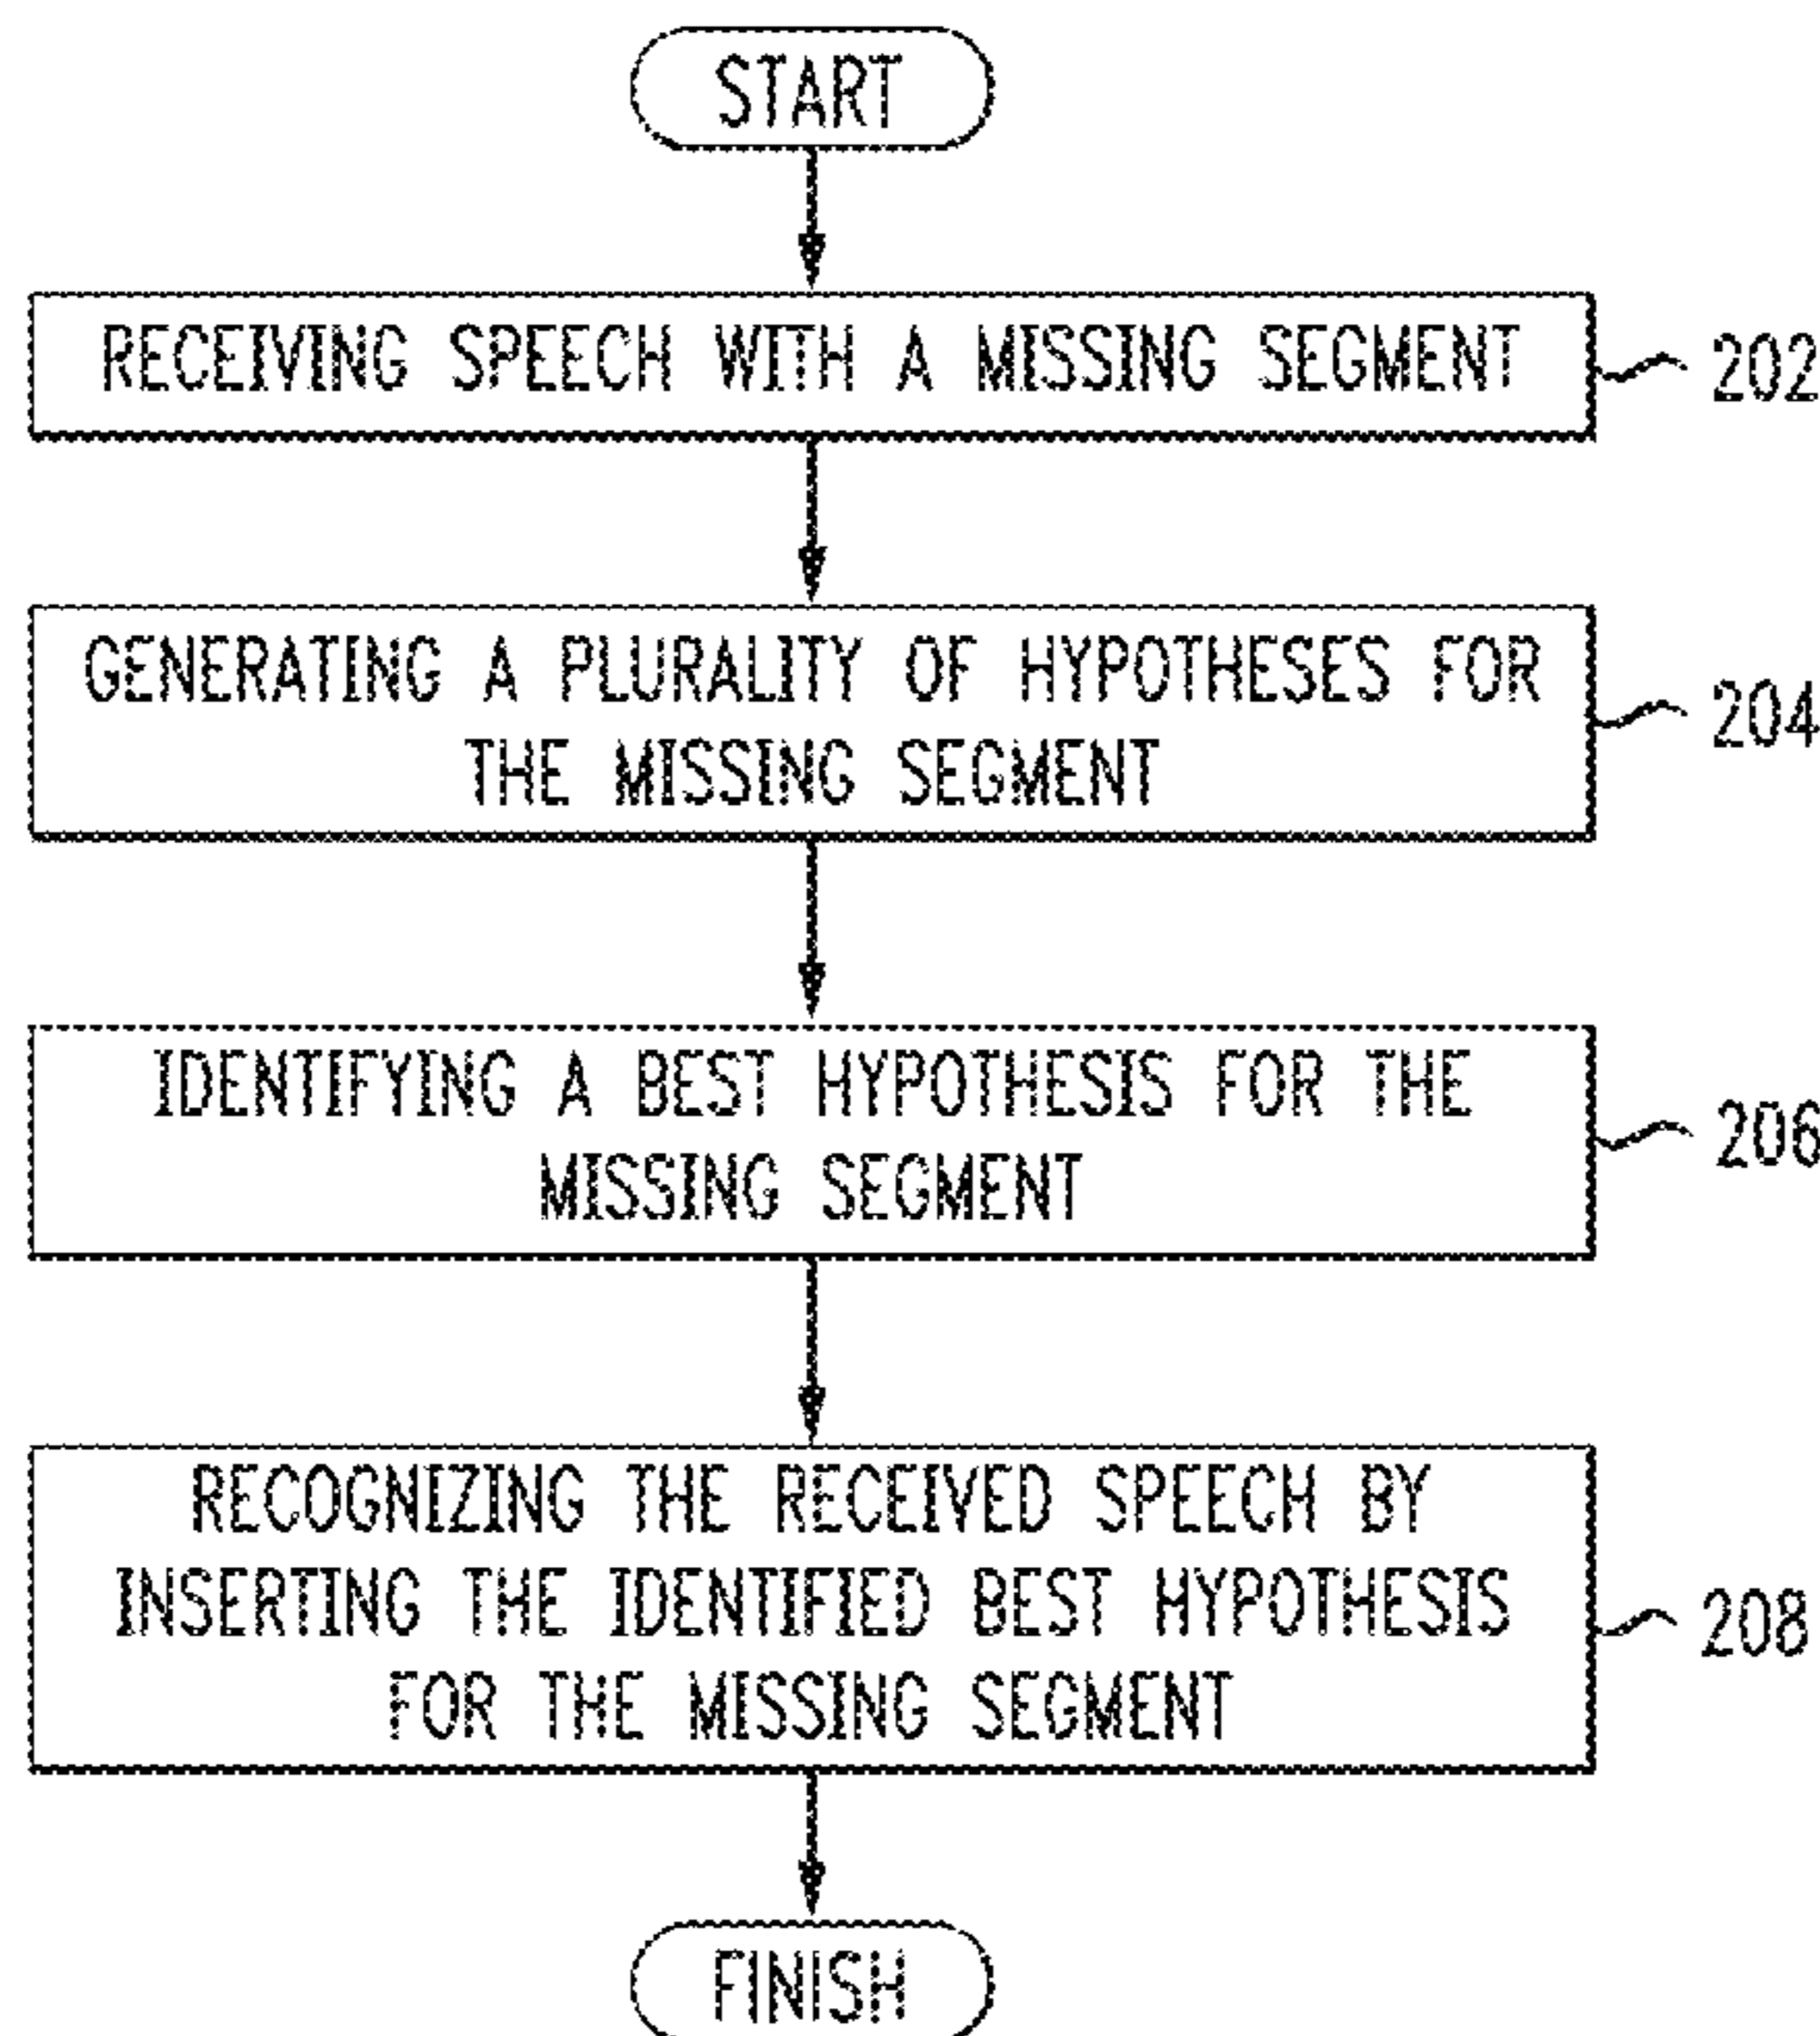 START
RECEIVING SPEECH WITH A MISSING SEGMENT
202
GENERATING A PLURALITY OF HYPOTHESES FOR
THE MISSING SEGMENT
204
IDENTIFYING A BEST HYPOTHESIS FOR THE
MISSING SEGMENT
206
RECOGNIZING THE RECEIVED SPEECH BY
INSERTING THE IDENTIFIED BEST HYPOTHESIS
FOR THE MISSING SEGMENT
208
FINISH